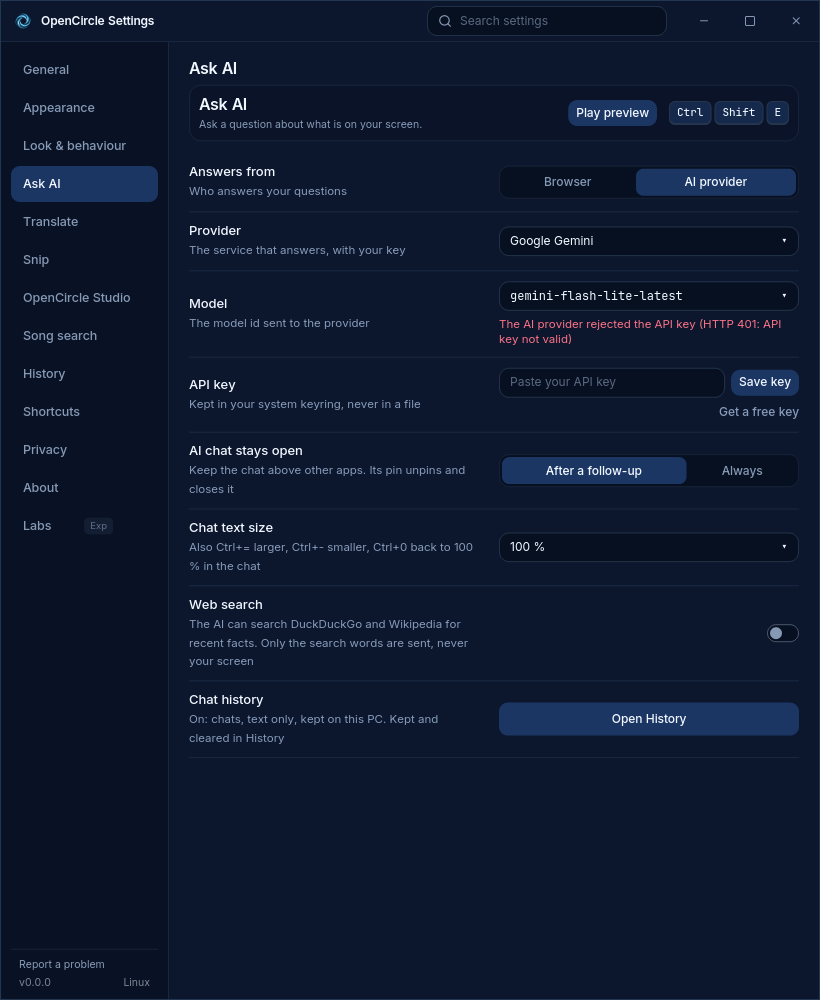 OpenCircle Settings
Search settings
General
Appearance
Look & behaviour
Ask AI
Translate
Snip
OpenCircle Studio
Song search
History
Shortcuts
Privacy
About
Labs Exp
Report a problem
v0.0.0 Linux
Ask AI
Ask AI
Ask a question about what is on your screen.
Play preview Ctrl Shift E
Answers from
Who answers your questions
Browser AI provider
Provider
The service that answers, with your key
Google Gemini
Model
The model id sent to the provider
gemini-flash-lite-latest
The AI provider rejected the API key (HTTP 401: API
key not valid)
API key
Kept in your system keyring, never in a file
Paste your API key Save key
Get a free key
AI chat stays open
Keep the chat above other apps. Its pin unpins and
closes it
After a follow-up Always
Chat text size
Also Ctrl+= larger, Ctrl+- smaller, Ctrl+0 back to 100
% in the chat
100 %
Web search
The AI can search DuckDuckGo and Wikipedia for
recent facts. Only the search words are sent, never
your screen
Chat history
On: chats, text only, kept on this PC. Kept and
cleared in History
Open History